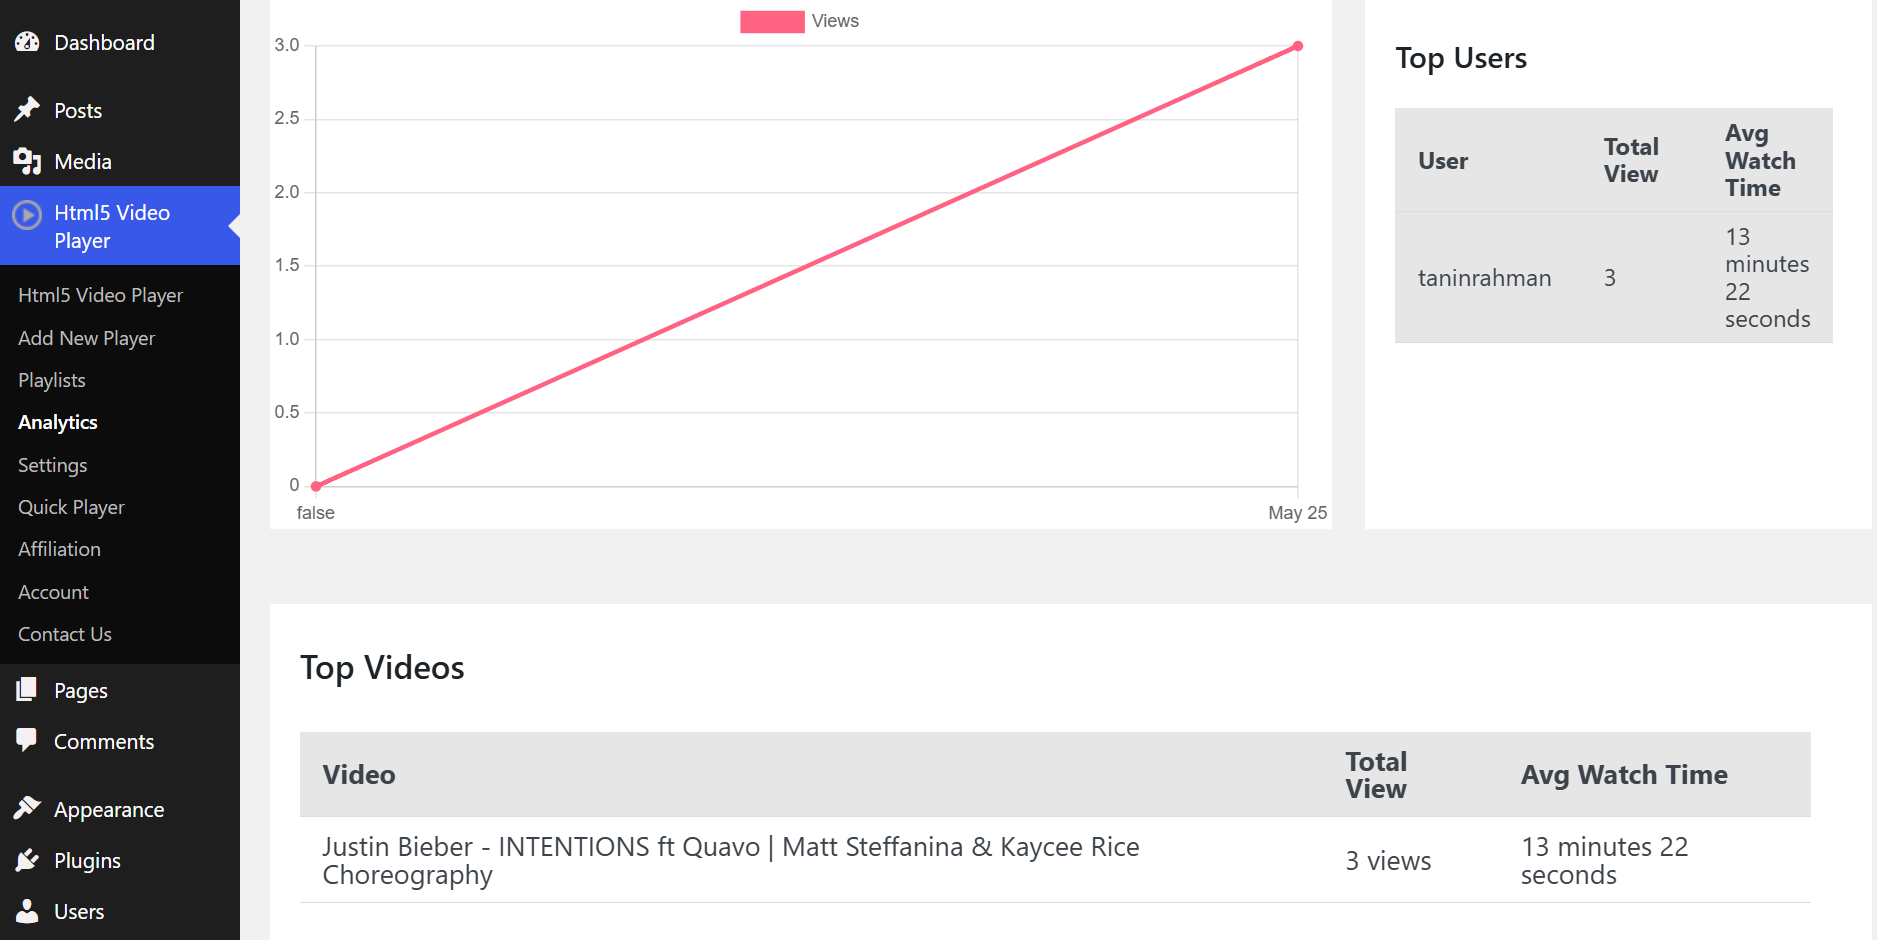 Dashboard
Posts
Media
Html5 Video
Player
Html5 Video Player
Add New Player
Playlists
Analytics
Settings
Quick Player
Affiliation
Account
Contact Us
Pages
Comments
Appearance
Plugins
Users
Views
3.0
2.5
2.0
1.5
1.0
0.5
0
false
May 25
Top Users
User
Total
View
Avg
Watch
Time
taninrahman
3
13
minutes
22
seconds
Top Videos
Video
Total
View
Avg Watch Time
Justin Bieber - INTENTIONS ft Quavo | Matt Steffanina & Kaycee Rice
Choreography
3 views
13 minutes 22
seconds